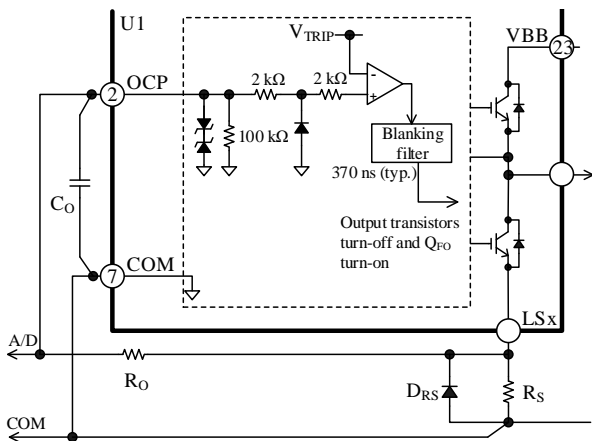 U1
VTRIP
VBB
23
OCP
2
2 kΩ
2 kΩ
-
+
100 kΩ
Blanking
filter
370 ns (typ.)
CO
Output transistors
turn-off and QFO
turn-on
COM
7
LSx
A/D
RO
DRS
RS
COM